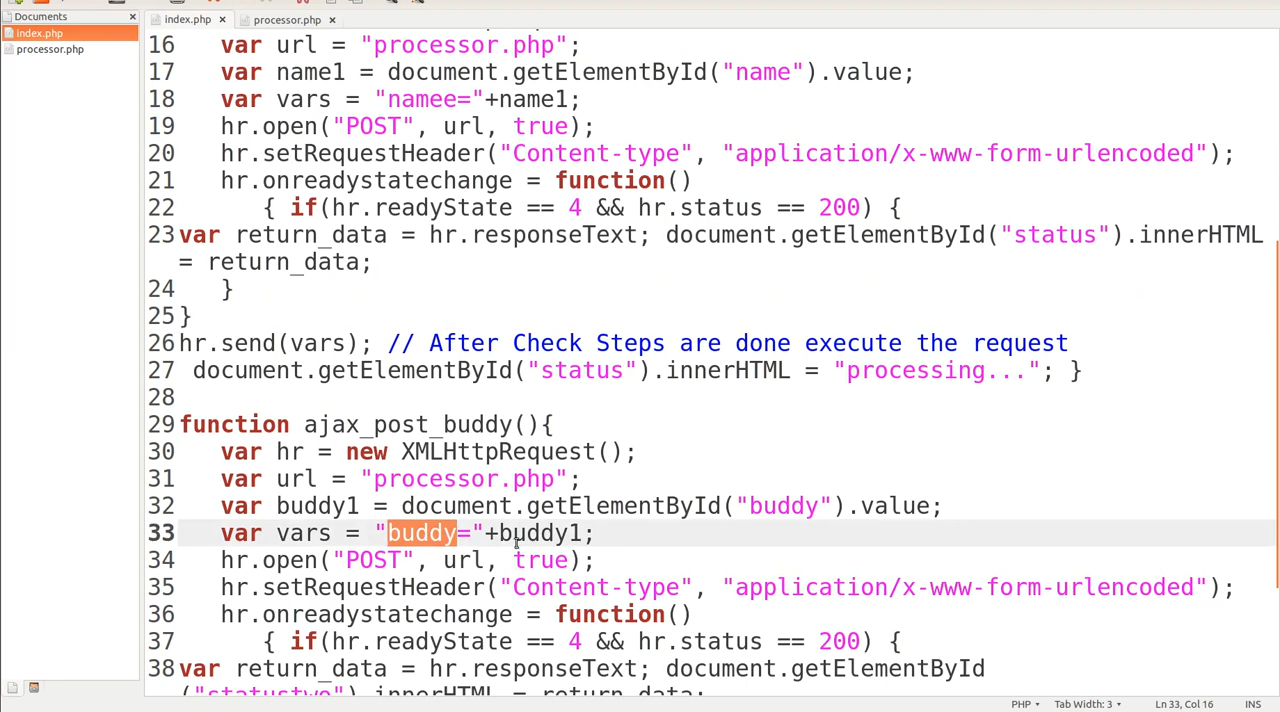 Documents
index.php
processor.php
index.php
processor.php
16 var url = "processor.php";
17 var name1 = document.getElementById("name").value;
18 var vars = "namee="+name1;
19 hr.open("POST", url, true);
20 hr.setRequestHeader("Content-type", "application/x-www-form-urlencoded");
21 hr.onreadystatechange = function()
22 { if(hr.readyState == 4 && hr.status == 200) {
23 var return_data = hr.responseText; document.getElementById("status").innerHTML
= return_data;
24 }
25 }
26 hr.send(vars); // After Check Steps are done execute the request
27 document.getElementById("status").innerHTML = "processing..."; }
28
29 function ajax_post_buddy(){
30 var hr = new XMLHttpRequest();
31 var url = "processor.php";
32 var buddy1 = document.getElementById("buddy").value;
33 var vars = "buddy="+buddy1;
34 hr.open("POST", url, true);
35 hr.setRequestHeader("Content-type", "application/x-www-form-urlencoded");
36 hr.onreadystatechange = function()
37 { if(hr.readyState == 4 && hr.status == 200) {
38 var return_data = hr.responseText; document.getElementById
("statustwo").innerHTML = return_data;
PHP Tab Width: 3 Ln 33, Col 16 INS